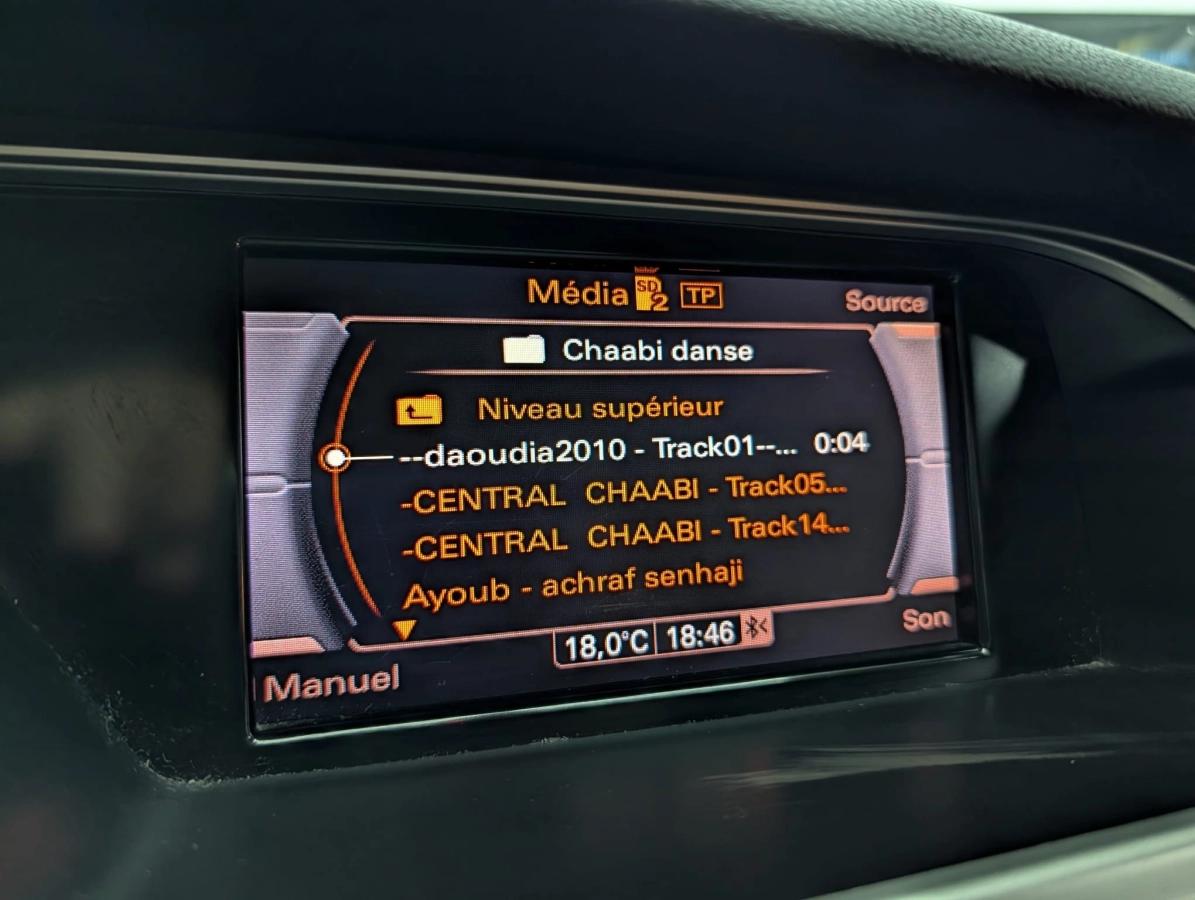 Média SD 2 TP
Source
Chaabi danse
Niveau supérieur
--daoudia2010 - Track01--... 0:04
-CENTRAL CHAABI - Track05...
-CENTRAL CHAABI - Track14...
Ayoub - achraf senhaji
18,0°C 18:46
Son
Manuel